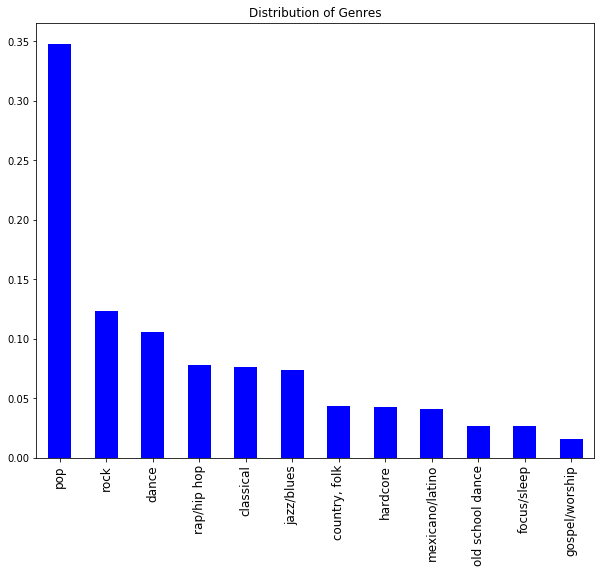 Distribution of Genres
0.35
0.30
0.25
0.20
0.15
0.10
0.05
0.00
pop
rock
dance
rap/hip hop
classical
jazz/blues
country, folk
hardcore
mexicano/latino
old school dance
focus/sleep
gospel/worship